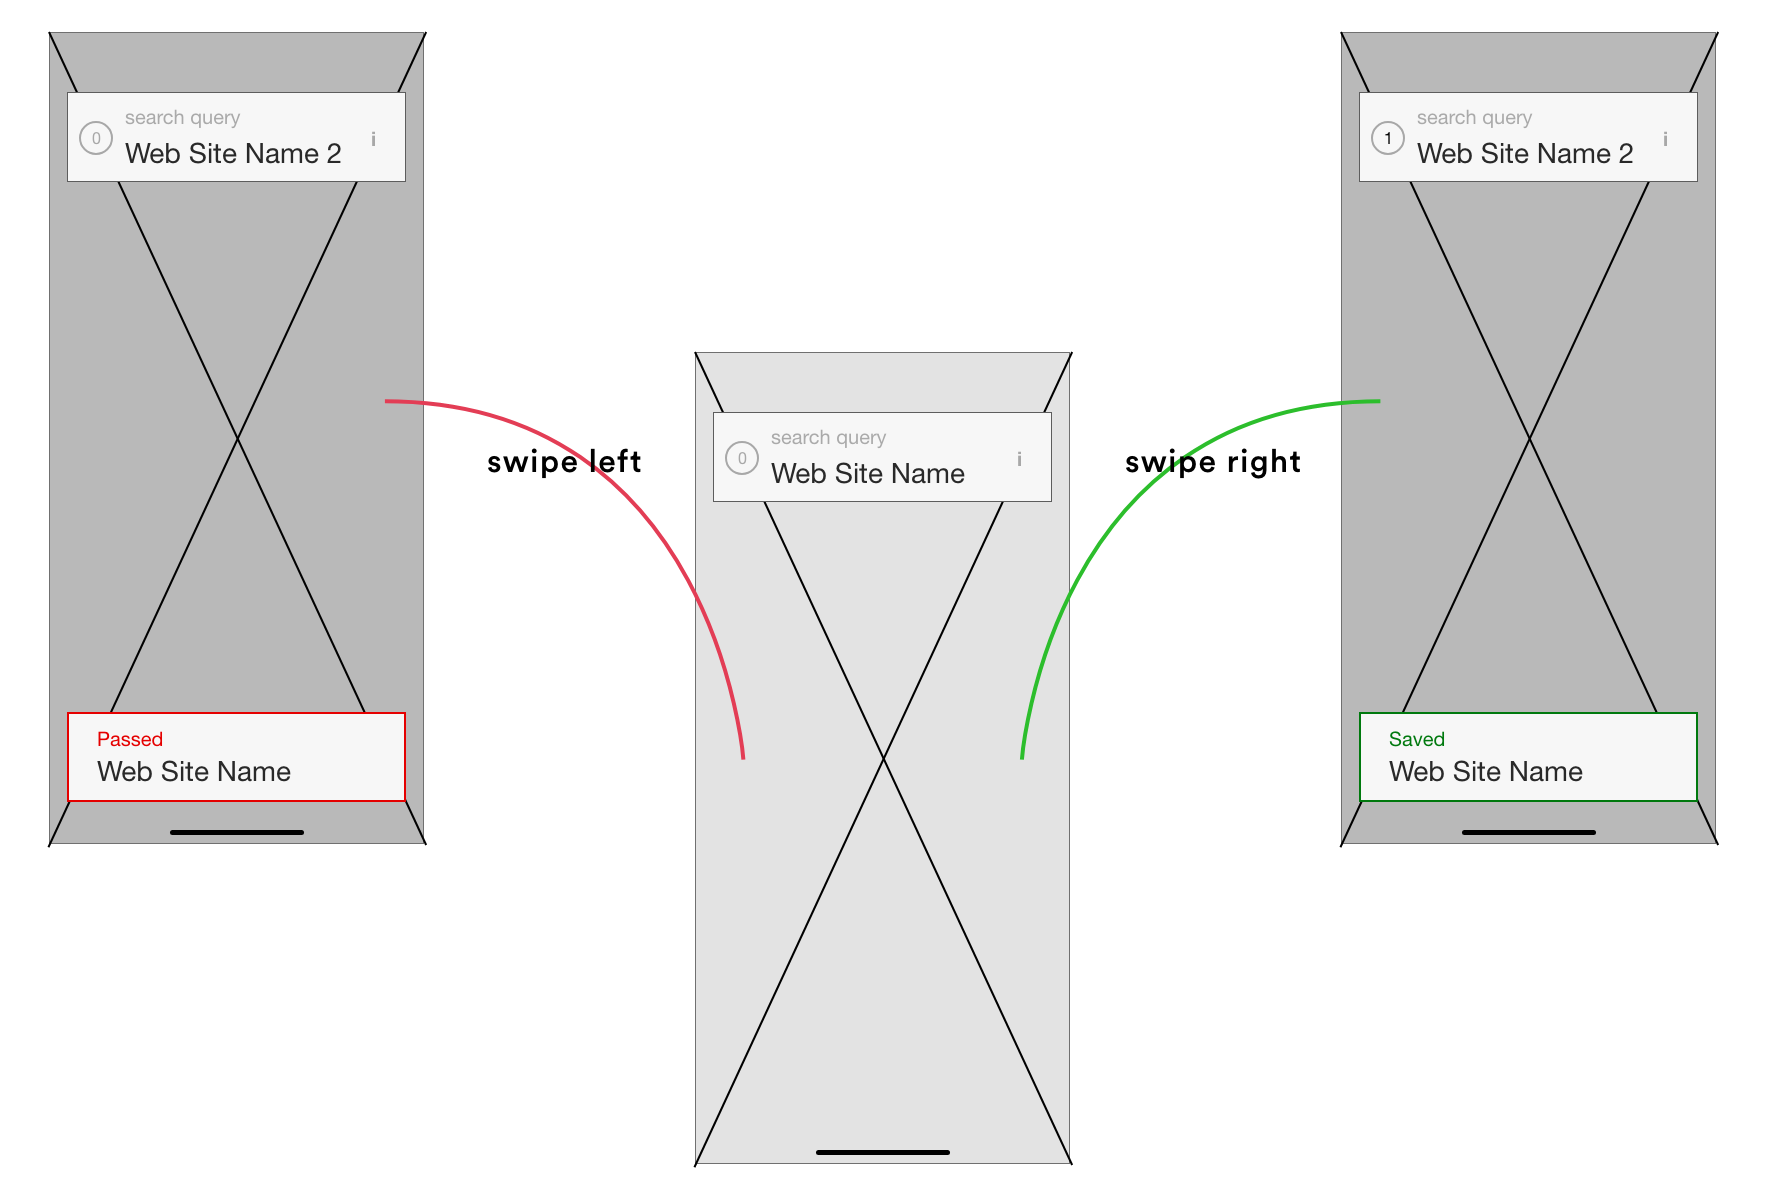 0
search query
Web Site Name 2
i
Passed
Web Site Name
swipe left
0
search query
Web Site Name
i
swipe right
1
search query
Web Site Name 2
i
Saved
Web Site Name